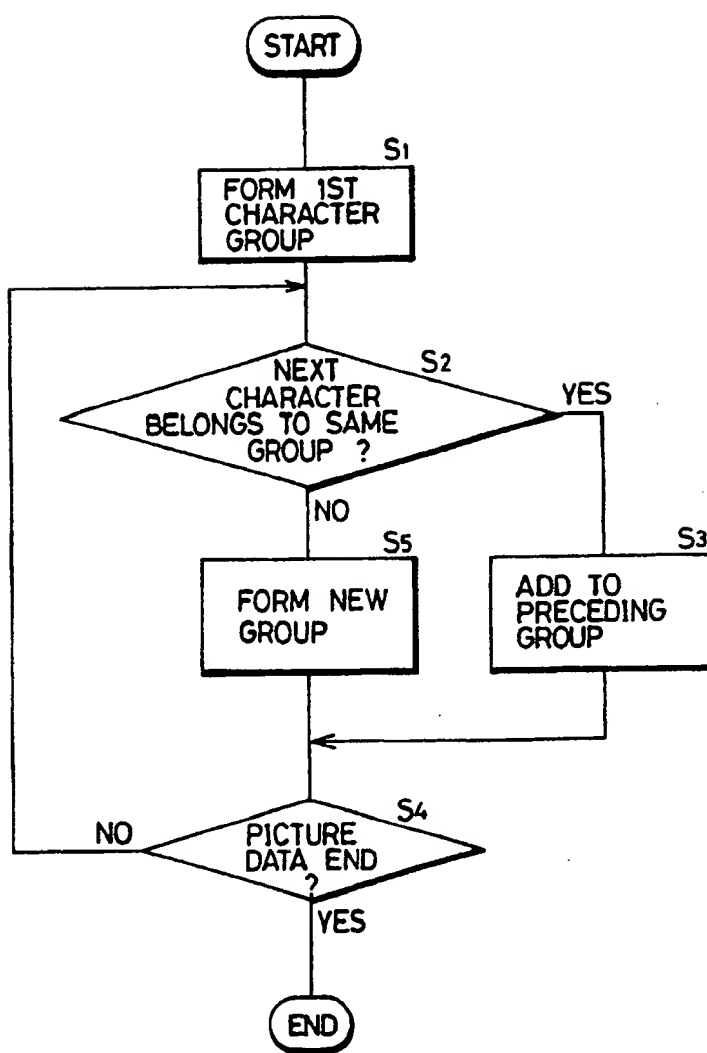 START
S1
FORM 1ST
CHARACTER
GROUP
S2
NEXT
CHARACTER
BELONGS TO SAME
GROUP ?
YES
NO
S5
FORM NEW
GROUP
S3
ADD TO
PRECEDING
GROUP
S4
PICTURE
DATA END
?
NO
YES
END